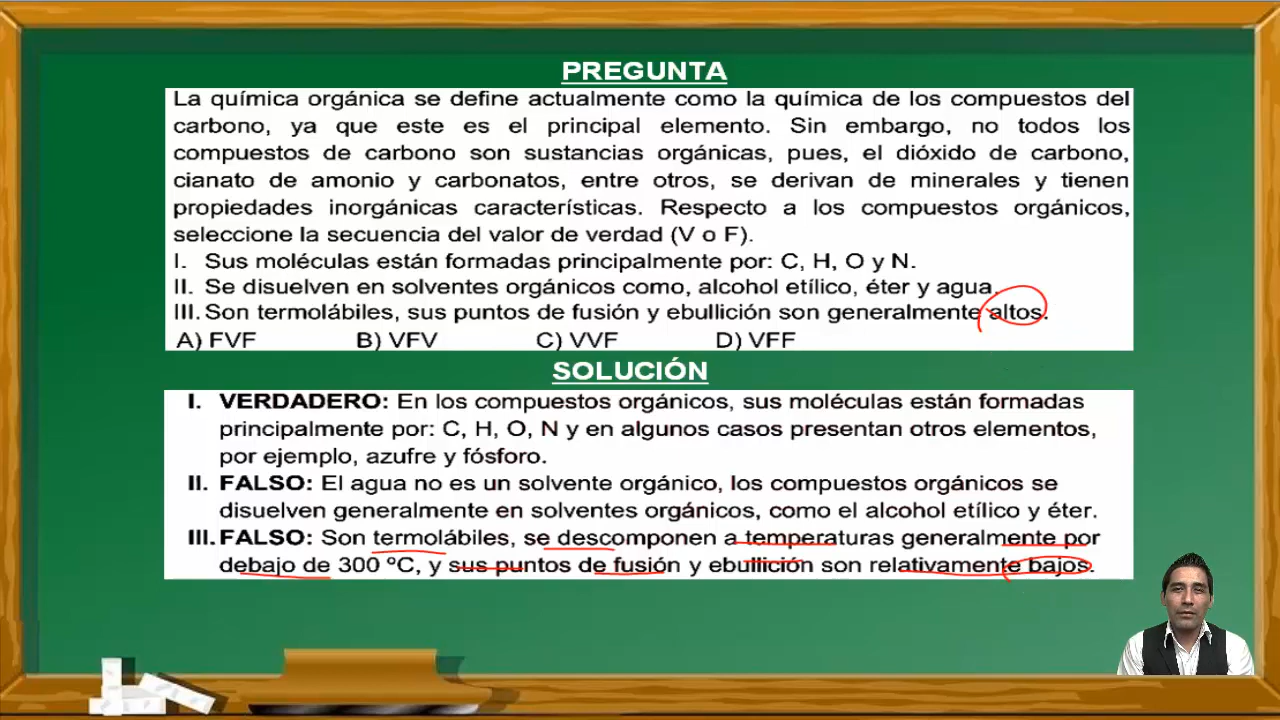 PREGUNTA
La química orgánica se define actualmente como la química de los compuestos del
carbono, ya que este es el principal elemento. Sin embargo, no todos los
compuestos de carbono son sustancias orgánicas, pues, el dióxido de carbono,
cianato de amonio y carbonatos, entre otros, se derivan de minerales y tienen
propiedades inorgánicas características. Respecto a los compuestos orgánicos,
seleccione la secuencia del valor de verdad (V o F).
I. Sus moléculas están formadas principalmente por: C, H, O y N.
II. Se disuelven en solventes orgánicos como, alcohol etílico, éter y agua.
III. Son termolábiles, sus puntos de fusión y ebullición son generalmente altos.
A) FVF B) VFV C) VVF D) VFF
SOLUCIÓN
I. VERDADERO: En los compuestos orgánicos, sus moléculas están formadas
principalmente por: C, H, O, N y en algunos casos presentan otros elementos,
por ejemplo, azufre y fósforo.
II. FALSO: El agua no es un solvente orgánico, los compuestos orgánicos se
disuelven generalmente en solventes orgánicos, como el alcohol etílico y éter.
III. FALSO: Son termolábiles, se descomponen a temperaturas generalmente por
debajo de 300 ºC, y sus puntos de fusión y ebullición son relativamente bajos.